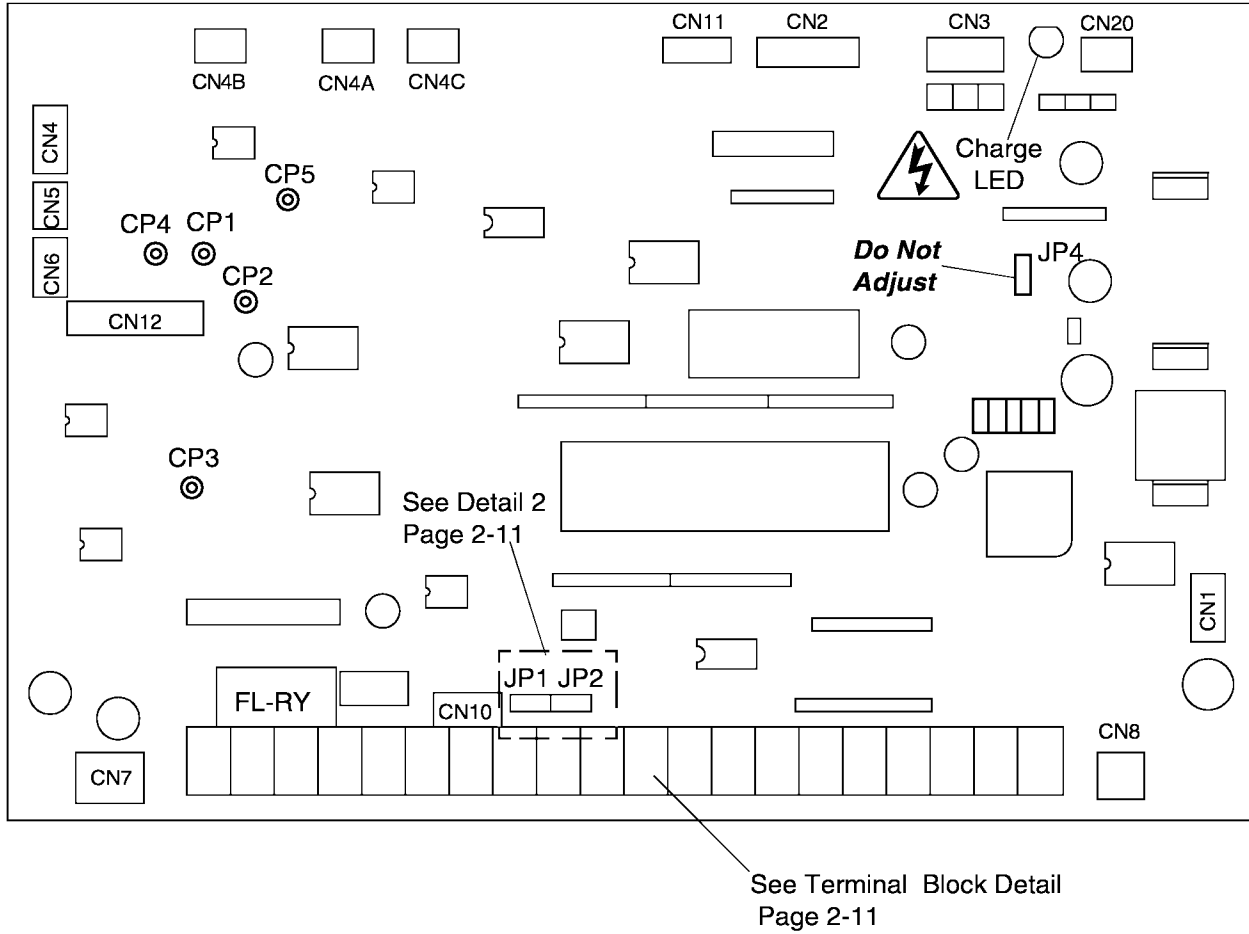 CN11
CN2
CN3
CN20
CN4B
CN4A
CN4C
CN4
CN5
CN6
CP5
CP4
CP1
CP2
CN12
Charge
LED
Do Not
Adjust
JP4
CP3
See Detail 2
Page 2-11
CN1
JP1 JP2
FL-RY
CN10
CN7
CN8
See Terminal Block Detail
Page 2-11